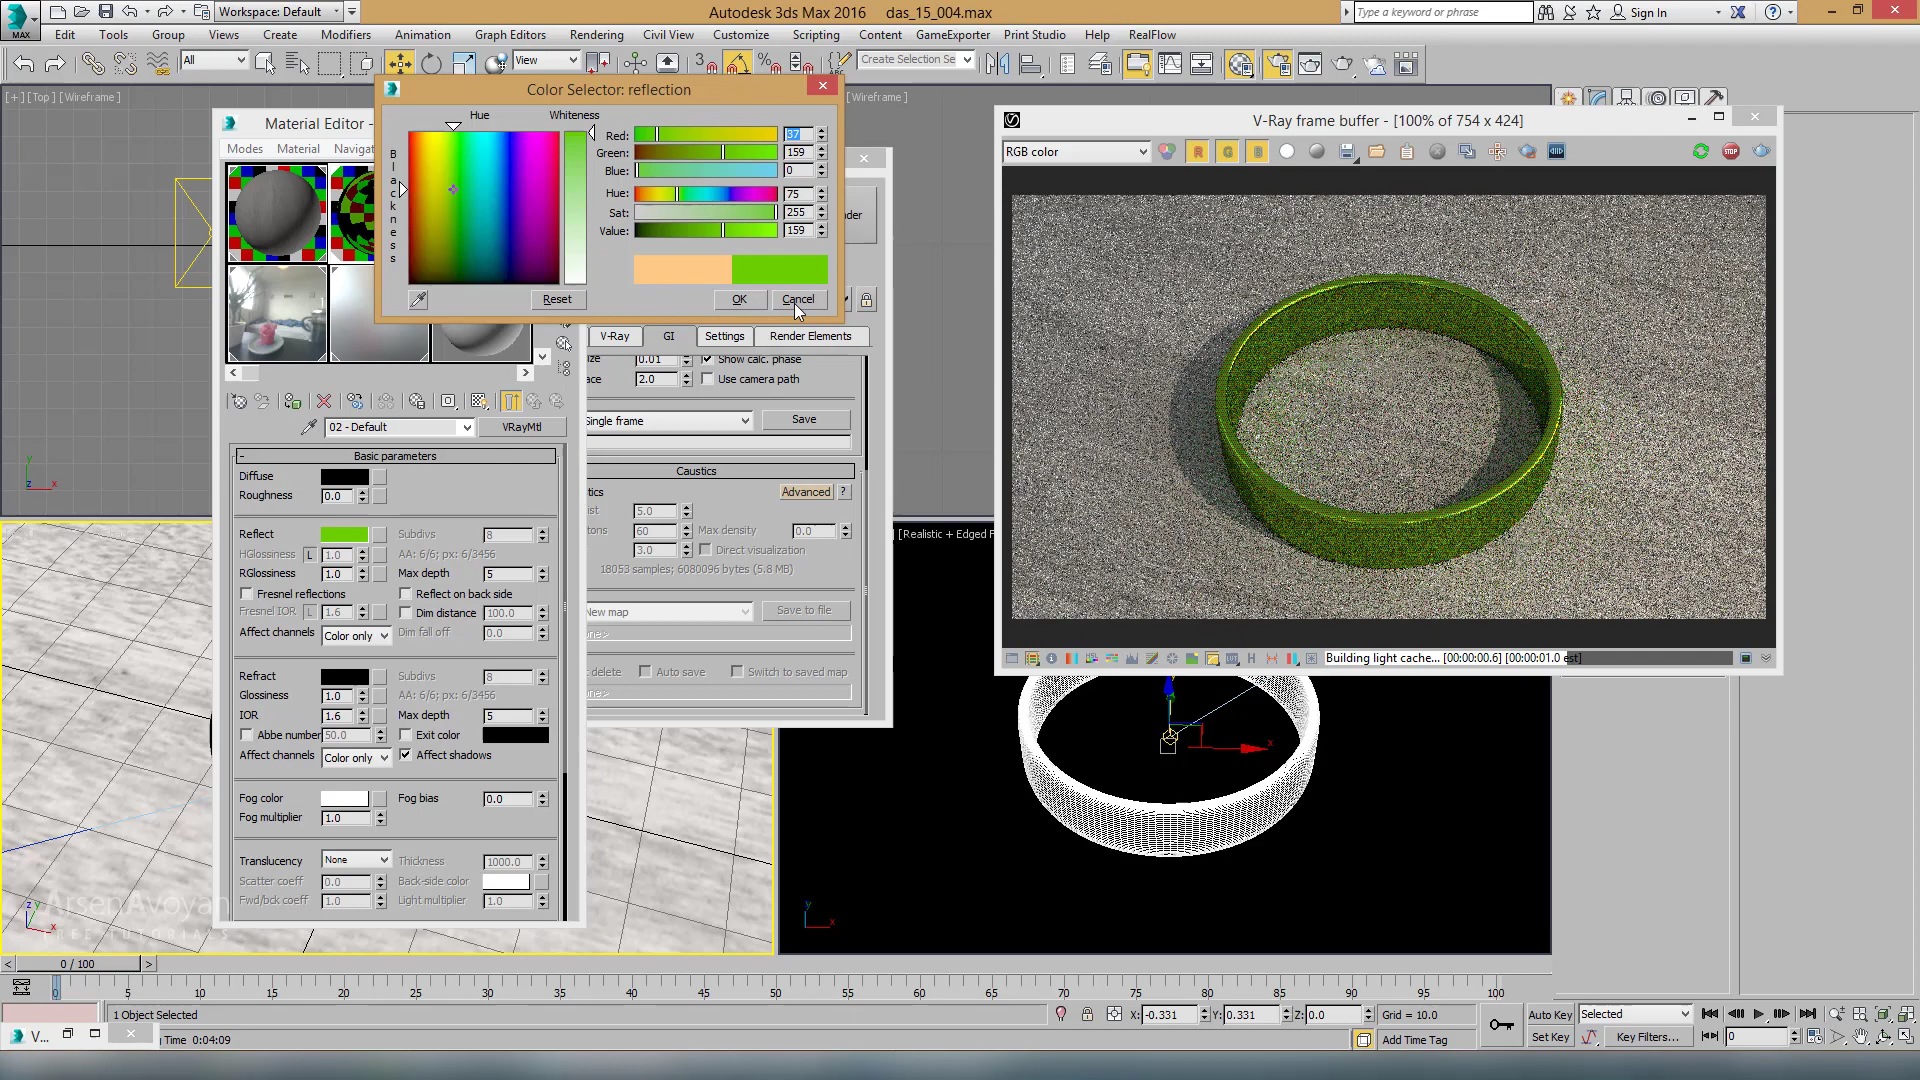 Workspace: Default
Autodesk 3ds Max 2016 das_15_004.max
Type a keyword or phrase
Sign In
MAX
Edit Tools Group Views Create Modifiers Animation Graph Editors Rendering Civil View Customize Scripting Content GameExporter Print Studio Help RealFlow
All
View
3
Create Selection Se
[+] [Top] [Wireframe]
[Wireframe]
Color Selector: reflection
Hue
Whiteness
Blackness
Red: 37
Green: 159
Blue: 0
Hue: 75
Sat: 255
Value: 159
Reset
OK
Cancel
Material Editor -
Modes Material Navigat
V-Ray frame buffer - [100% of 754 x 424]
RGB color
R G B
V-Ray GI Settings Render Elements
0.01 Show calc. phase
2.0 Use camera path
Single frame
Save
Caustics
Advanced ?
5.0
60 Max density 0.0
3.0 Direct visualization
18053 samples; 6080096 bytes (5.8 MB)
New map
Save to file
Auto save Switch to saved map
02 - Default
VRayMtl
Basic parameters
Diffuse
Roughness 0.0
Reflect Subdivs 8
HGlossiness L 1.0 AA: 6/6; px: 6/3456
RGlossiness 1.0 Max depth 5
Fresnel reflections Reflect on back side
Fresnel IOR L 1.6 Dim distance 100.0
Affect channels Color only Dim fall off 0.0
Refract Subdivs 8
Glossiness 1.0 AA: 6/6; px: 6/3456
IOR 1.6 Max depth 5
Abbe number 50.0 Exit color
Affect channels Color only Affect shadows
Fog color Fog bias 0.0
Fog multiplier 1.0
Translucency None Thickness 1000.0
Scatter coeff 0.0 Back-side color
Fwd/bck coeff 1.0 Light multiplier 1.0
Building light cache... [00:00:00.6] [00:00:01.0 est]
Arsen Avoyan
FREE TUTORIALS
0 / 100
0 5 10 15 20 25 30 35 40 45 50 55 60 65 70 75 80 85 90 95 100
1 Object Selected
X: -0.331 Y: 0.331 Z: 0.0 Grid = 10.0
Auto Key Selected
V...
Time 0:04:09
Add Time Tag
Set Key Key Filters... 0